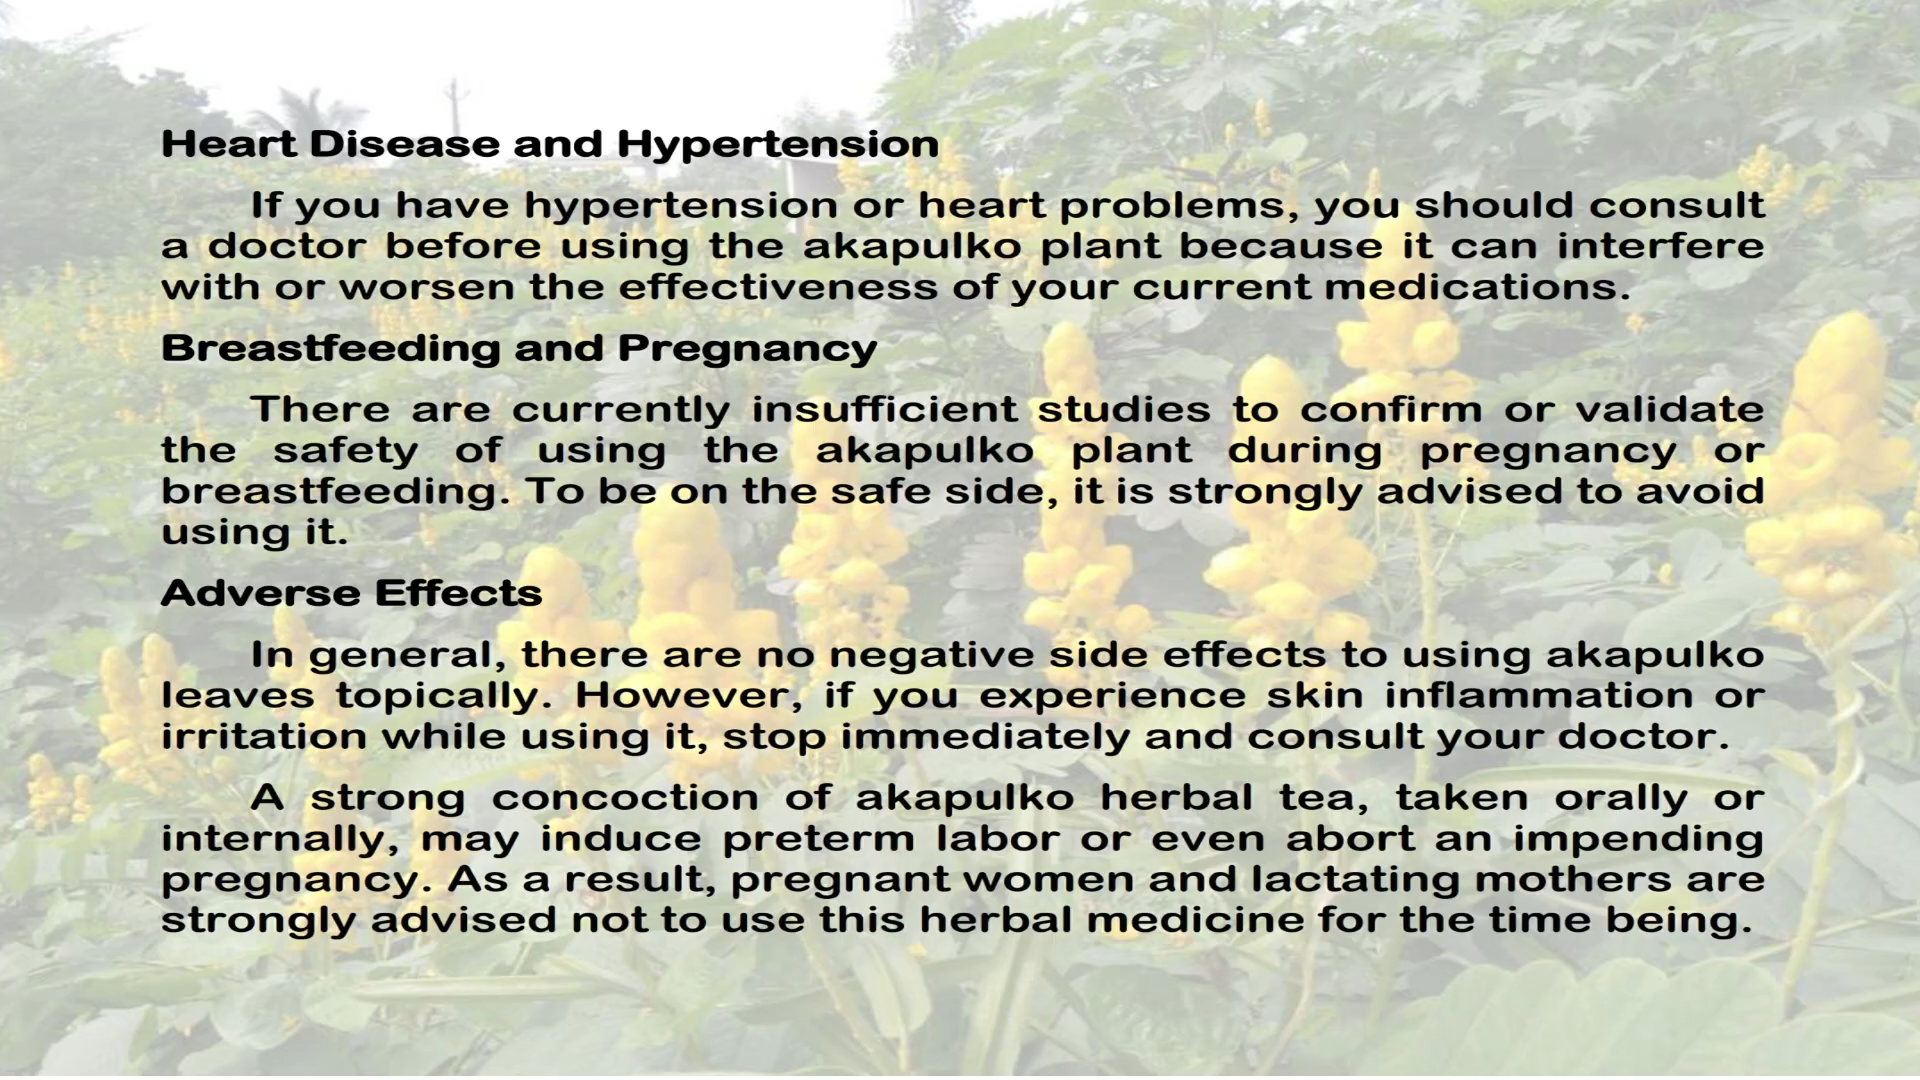 Heart Disease and Hypertension
If you have hypertension or heart problems, you should consult
a doctor before using the akapulko plant because it can interfere
with or worsen the effectiveness of your current medications.
Breastfeeding and Pregnancy
There are currently insufficient studies to confirm or validate
the safety of using the akapulko plant during pregnancy or
breastfeeding. To be on the safe side, it is strongly advised to avoid
using it.
Adverse Effects
In general, there are no negative side effects to using akapulko
leaves topically. However, if you experience skin inflammation or
irritation while using it, stop immediately and consult your doctor.
A strong concoction of akapulko herbal tea, taken orally or
internally, may induce preterm labor or even abort an impending
pregnancy. As a result, pregnant women and lactating mothers are
strongly advised not to use this herbal medicine for the time being.